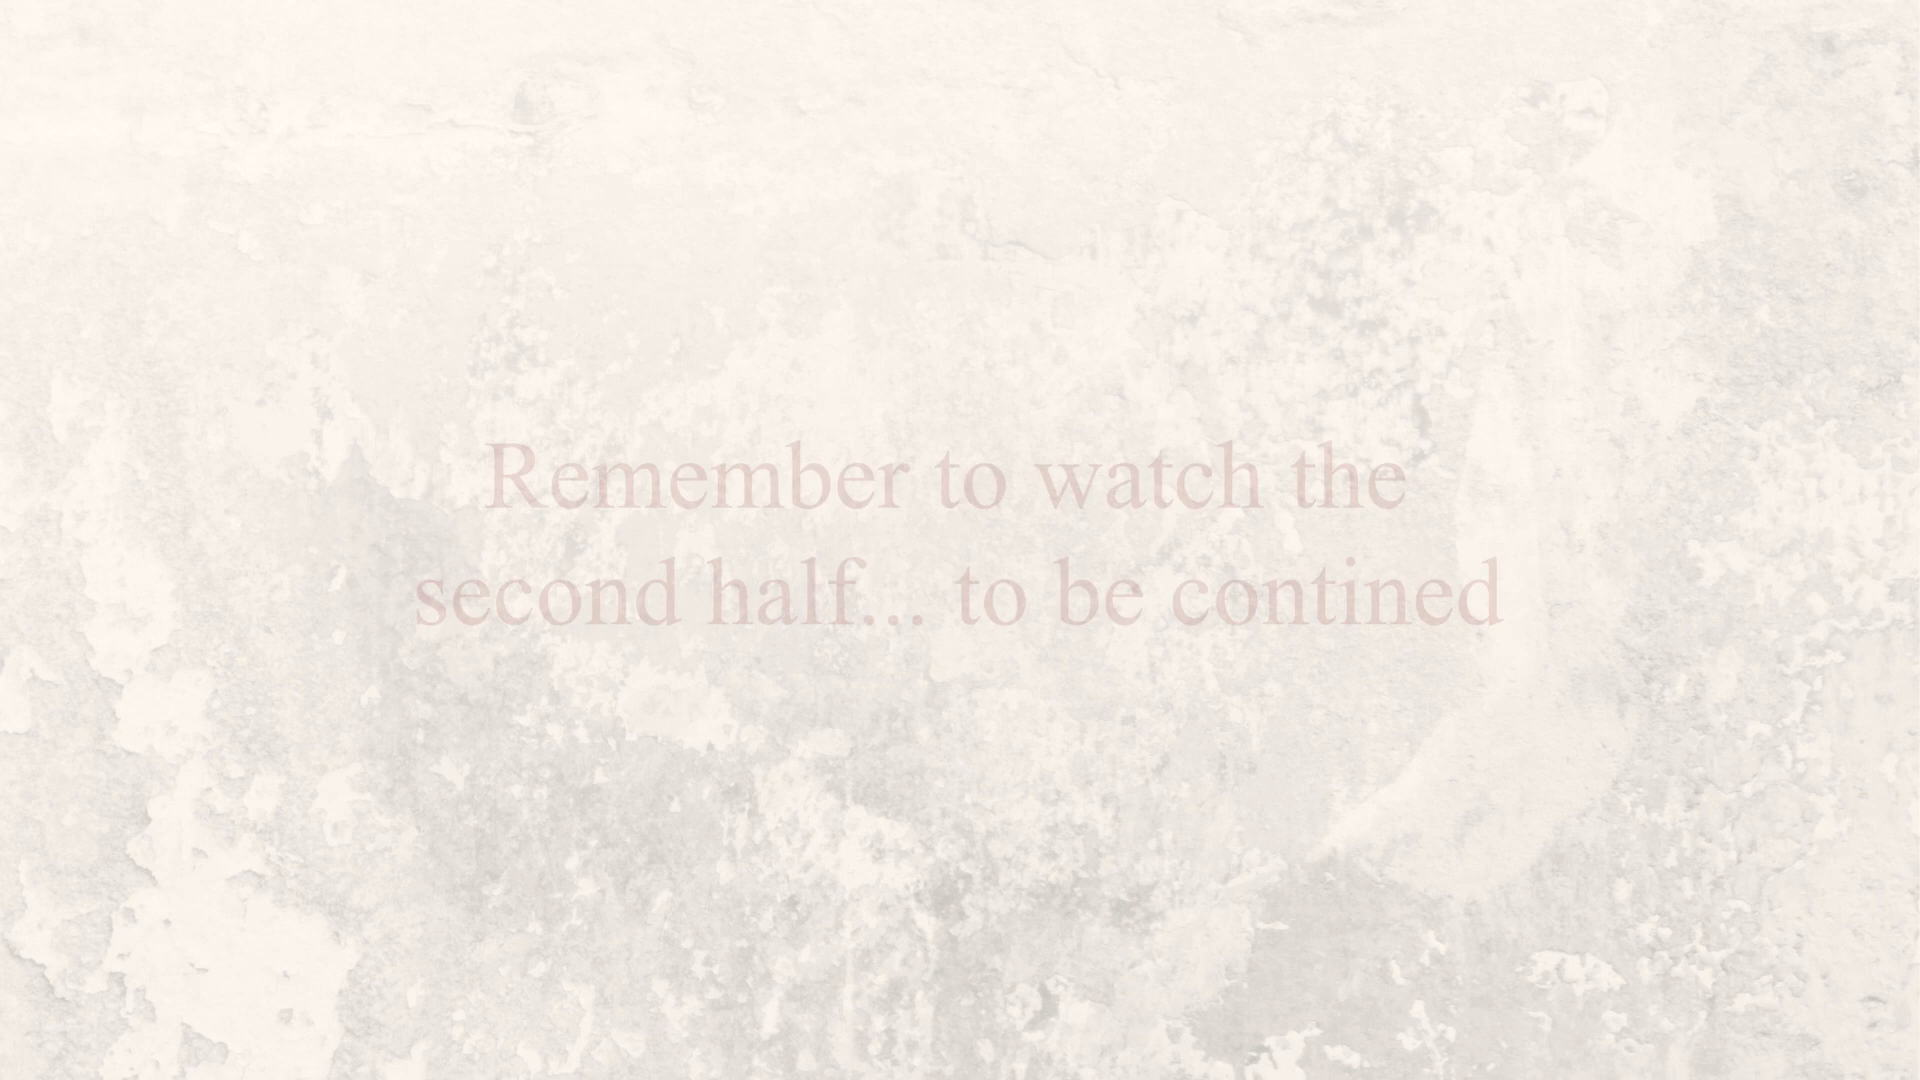 Remember to watch the
second half... to be contined